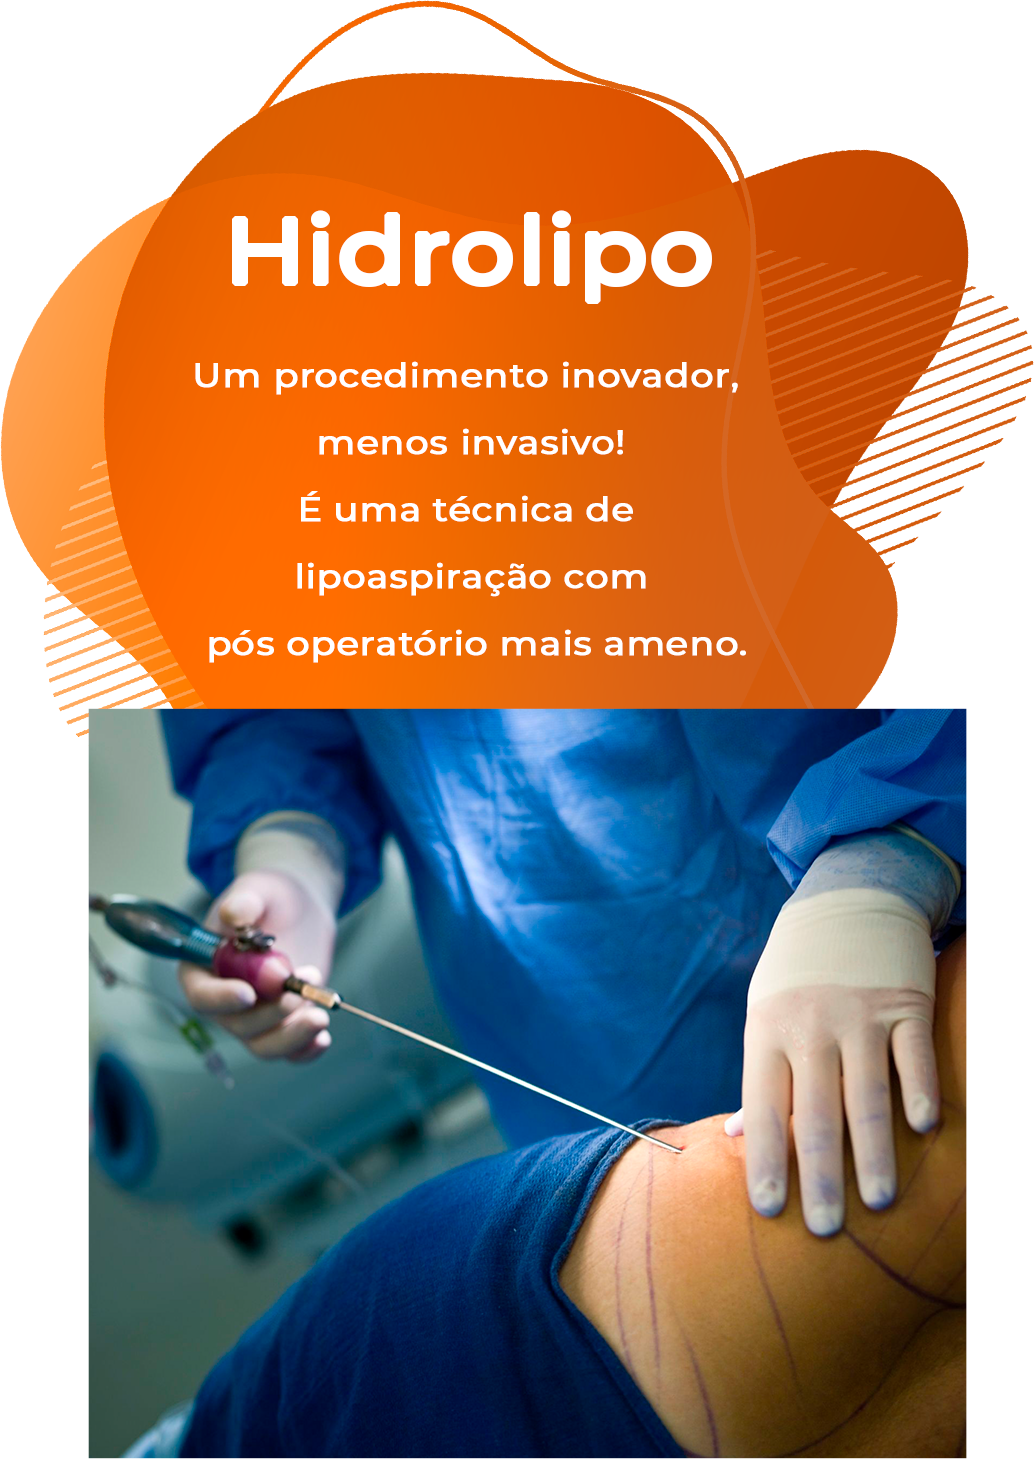 Hidrolipo
Um procedimento inovador,
menos invasivo!
É uma técnica de
lipoaspiração com
pós operatório mais ameno.